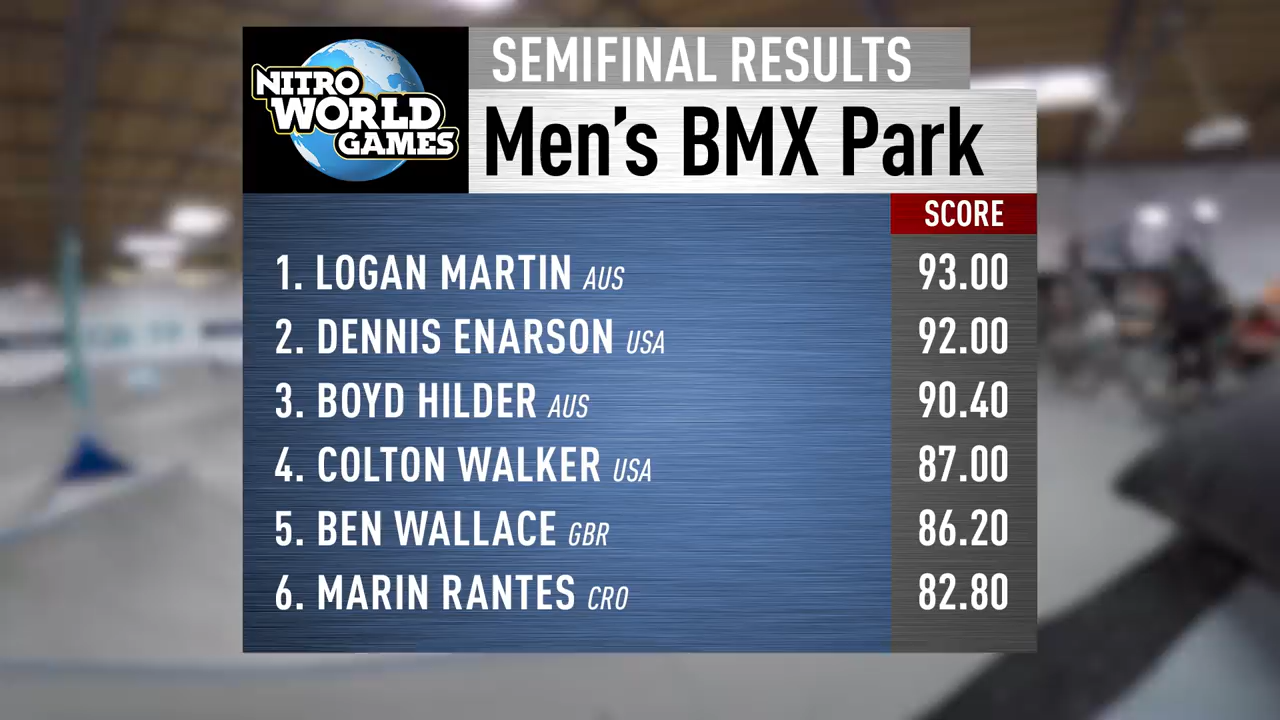 NITRO
WORLD
GAMES
SEMIFINAL RESULTS
Men's BMX Park
SCORE
1. LOGAN MARTIN AUS 93.00
2. DENNIS ENARSON USA 92.00
3. BOYD HILDER AUS 90.40
4. COLTON WALKER USA 87.00
5. BEN WALLACE GBR 86.20
6. MARIN RANTES CRO 82.80